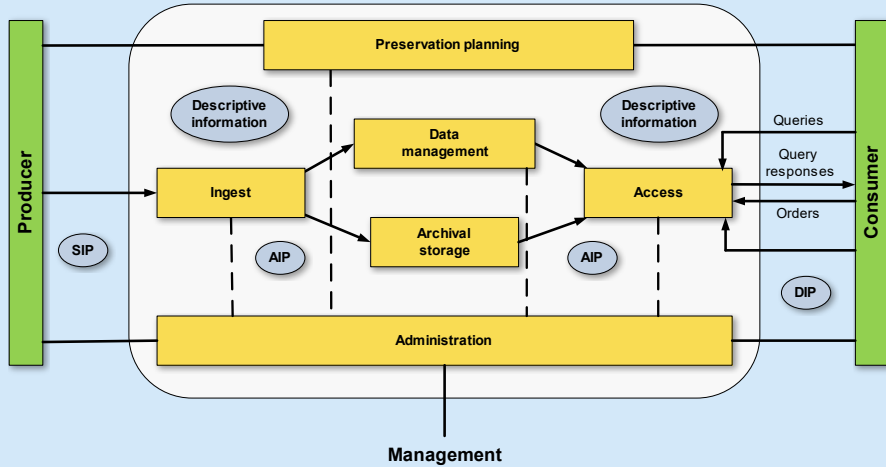 Preservation planning
Descriptive
information
Descriptive
information
Data
management
Queries
Query
responses
Producer
Ingest
Access
Consumer
Orders
Archival
storage
SIP
AIP
AIP
DIP
Administration
Management